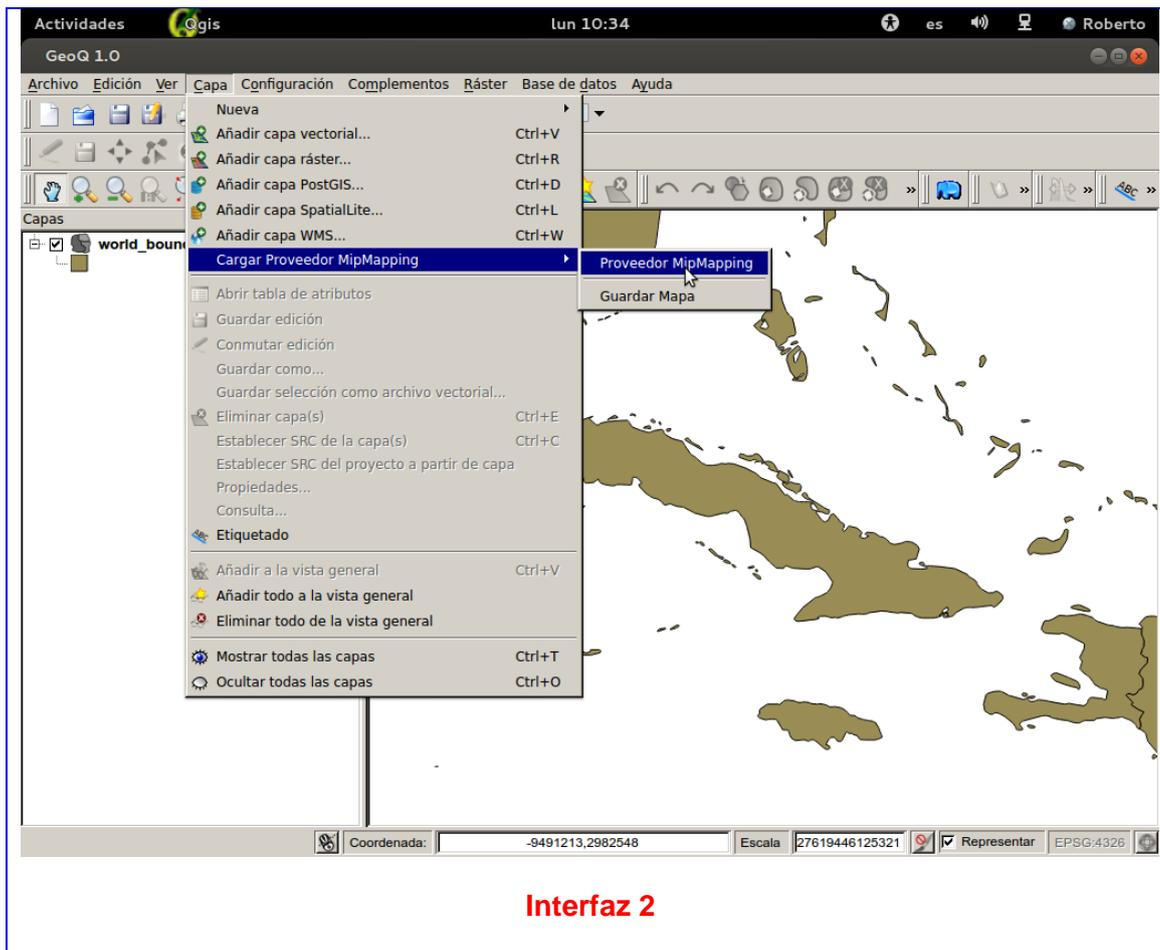 Actividades Qgis lun 10:34 es Roberto
GeoQ 1.0
Archivo Edición Ver Capa Configuración Complementos Ráster Base de datos Ayuda
Nueva
Añadir capa vectorial... Ctrl+V
Añadir capa ráster... Ctrl+R
Añadir capa PostGIS... Ctrl+D
Añadir capa SpatiaLite... Ctrl+L
Añadir capa WMS... Ctrl+W
Cargar Proveedor MipMapping
Proveedor MipMapping
Guardar Mapa
Abrir tabla de atributos
Guardar edición
Conmutar edición
Guardar como...
Guardar selección como archivo vectorial...
Eliminar capa(s) Ctrl+E
Establecer SRC de la capa(s) Ctrl+C
Establecer SRC del proyecto a partir de capa
Propiedades...
Consulta...
Etiquetado
Añadir a la vista general Ctrl+V
Añadir todo a la vista general
Eliminar todo de la vista general
Mostrar todas las capas Ctrl+T
Ocultar todas las capas Ctrl+O
ABC
Capas
world_boun
Coordenada: -9491213,2982548 Escala 27619446125321 Representar EPSG:4326
Interfaz 2